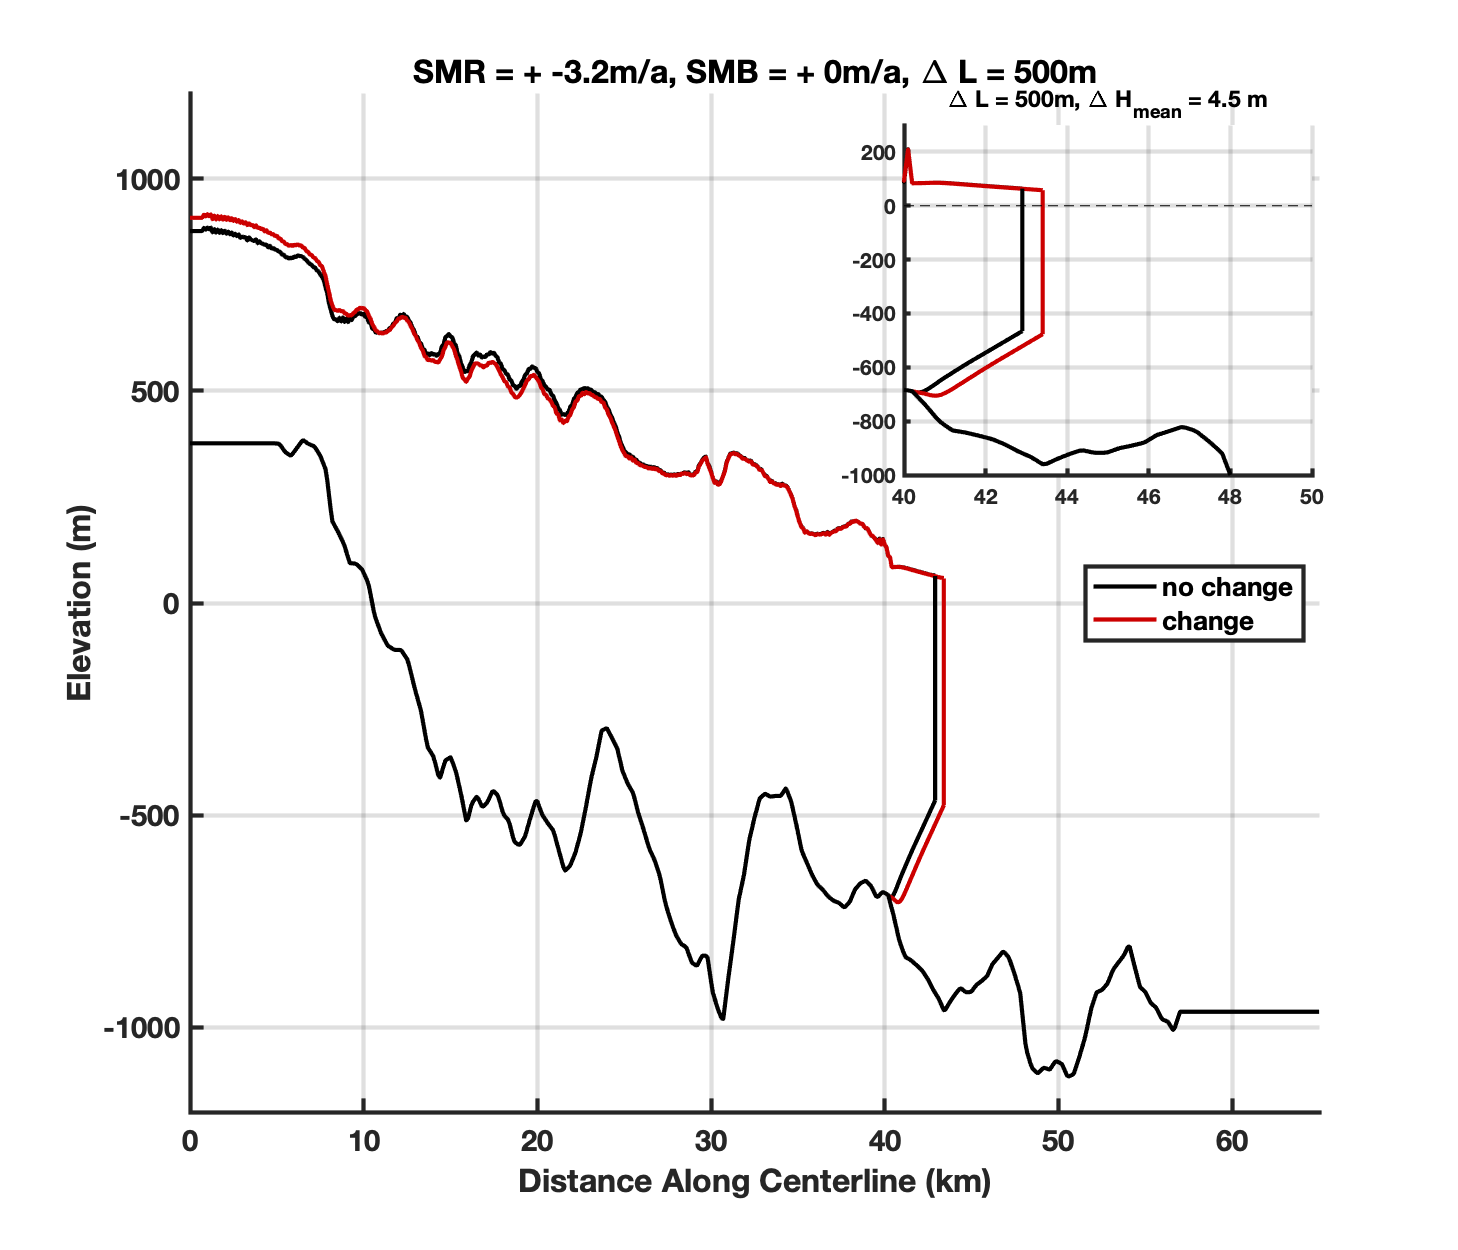 SMR = + -3.2m/a, SMB = + 0m/a, Δ L = 500m
Δ L = 500m, Δ Hmean = 4.5 m
200
0
-200
-400
-600
-800
-1000
40 42 44 46 48 50
1000
500
0
-500
-1000
Elevation (m)
no change
change
0 10 20 30 40 50 60
Distance Along Centerline (km)